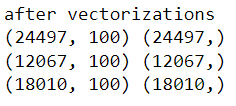 after vectorizations
(24497, 100) (24497,)
(12067, 100) (12067,)
(18010, 100) (18010,)